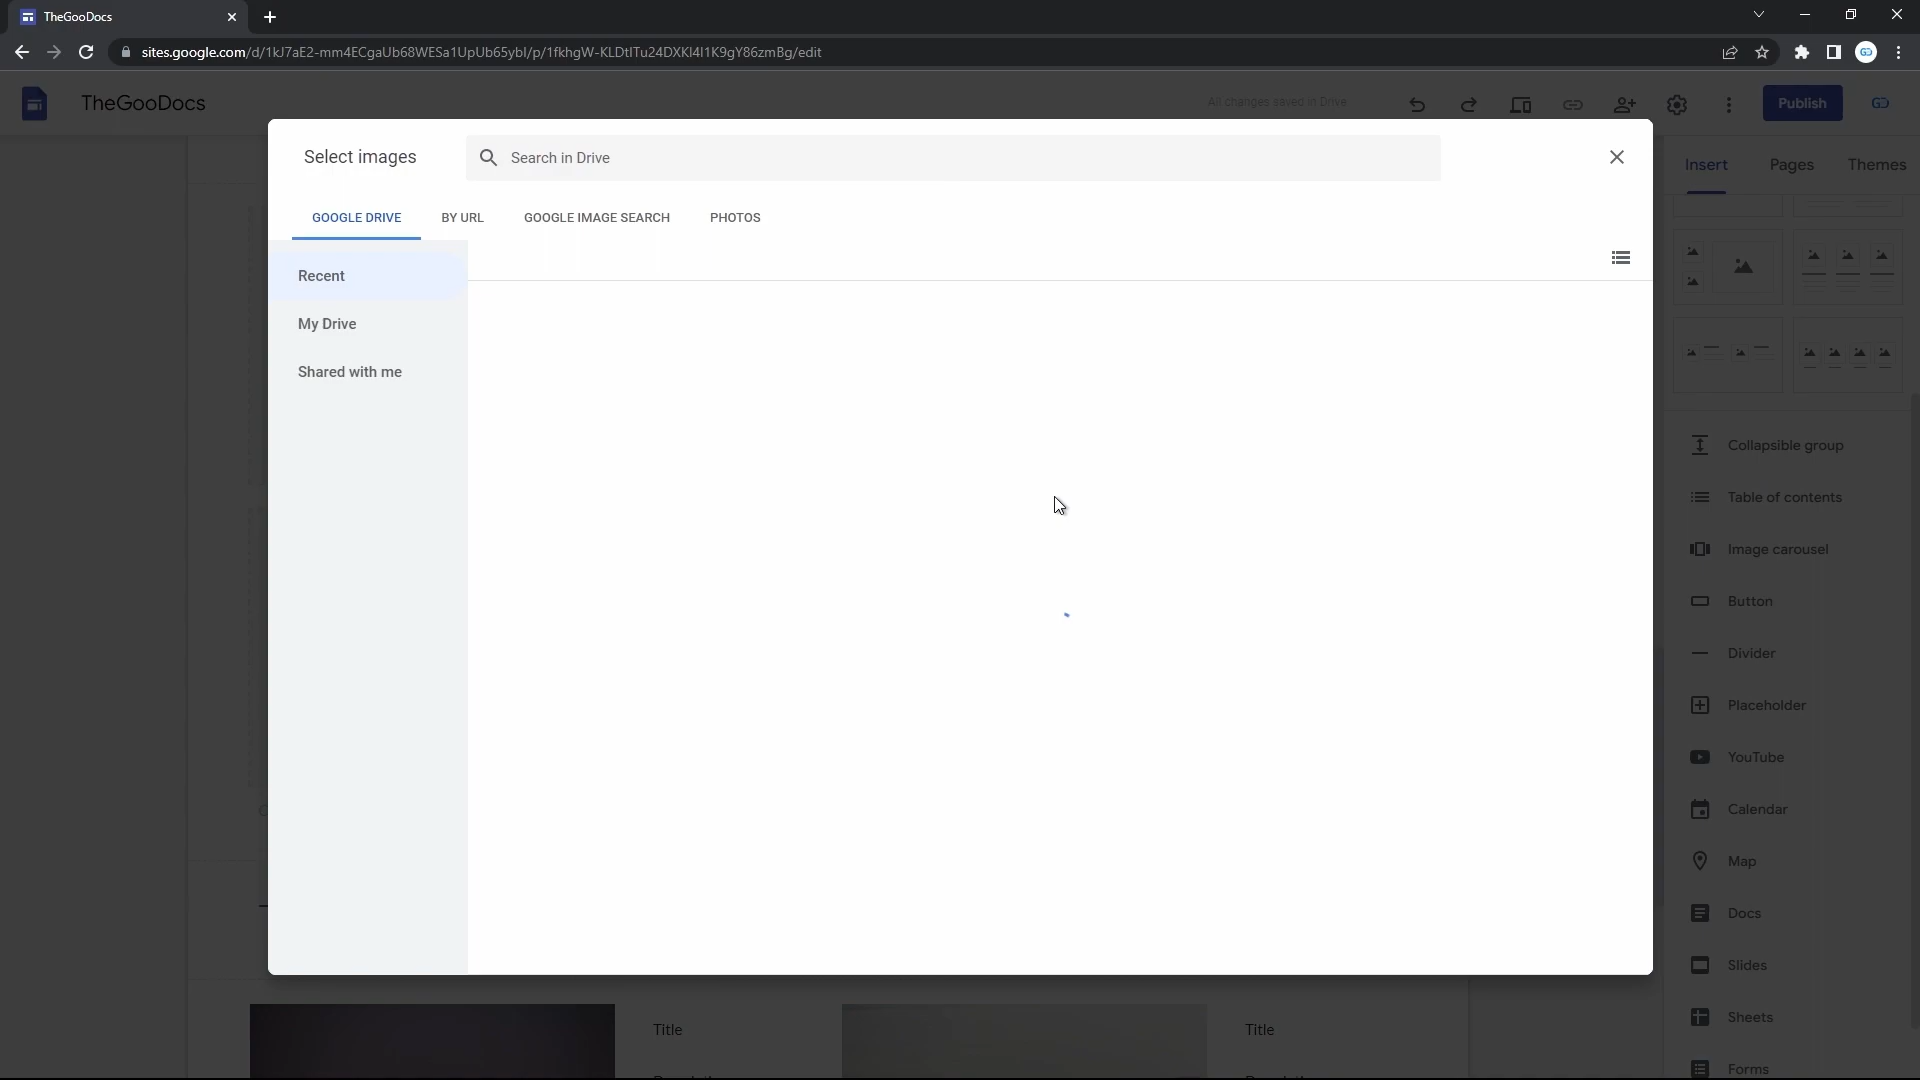 TheGooDocs
sites.google.com/d/1kJ7aE2-mm4ECgaUb68WESa1UpUb65ybI/p/1fkhgW-KLDtITu24DXKI4I1K9gY86zmBg/edit
TheGooDocs
All changes saved in Drive
Publish
Select images
Search in Drive
Insert
Pages
Themes
GOOGLE DRIVE
BY URL
GOOGLE IMAGE SEARCH
PHOTOS
Recent
My Drive
Shared with me
Collapsible group
Table of contents
Image carousel
Button
Divider
Placeholder
YouTube
Calendar
Map
Docs
Slides
Sheets
Forms
Title
Title